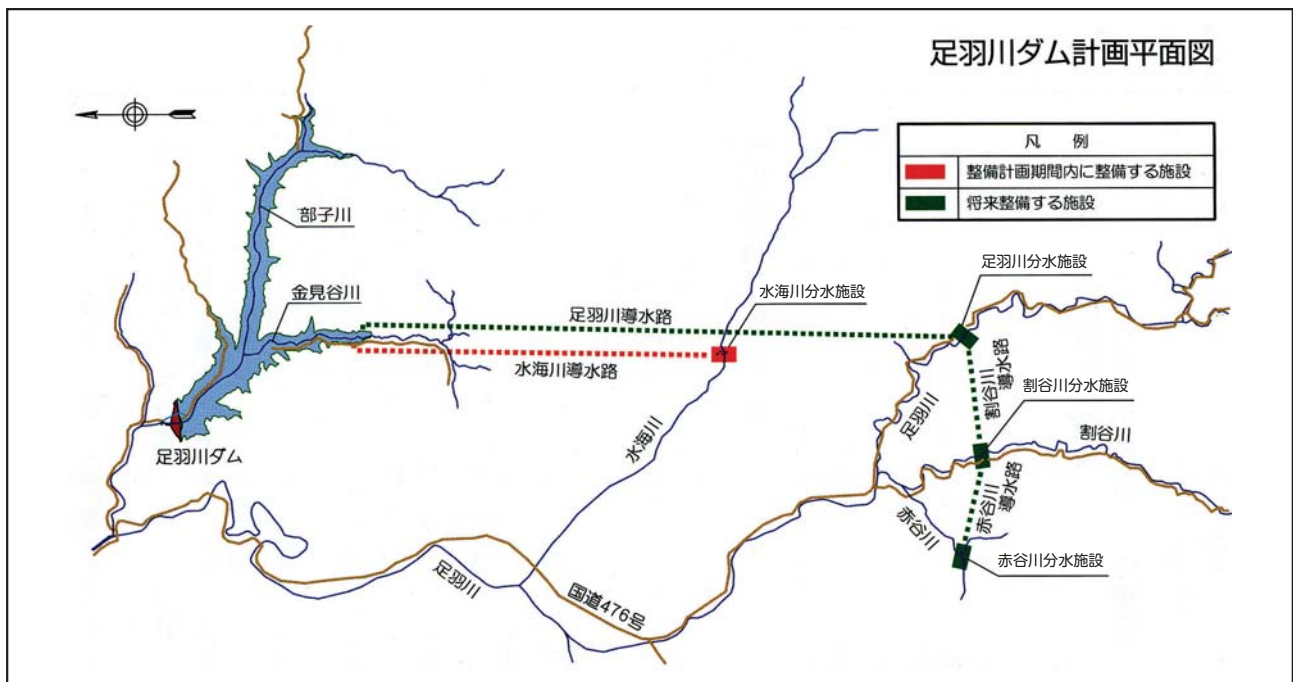 足羽川ダム計画平面図
凡 例
整備計画期間内に整備する施設
将来整備する施設
部子川
金見谷川
足羽川ダム
足羽川導水路
水海川導水路
水海川分水施設
足羽川分水施設
割谷川
導水路
割谷川分水施設
割谷川
足羽川
水海川
赤谷川
導水路
赤谷川
赤谷川分水施設
足羽川
国道476号